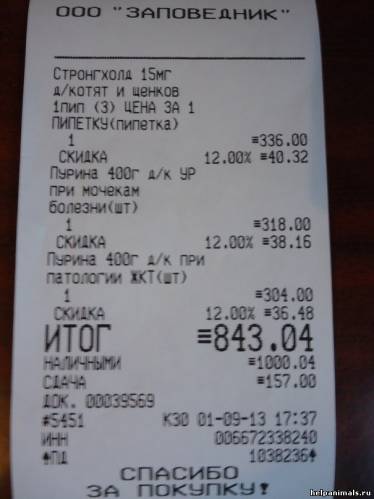 ООО "ЗАПОВЕДНИК"
Стронгхолд 15мг
д/котят и щенков
1пип (3) ЦЕНА ЗА 1
ПИПЕТКУ(пипетка)
1 ≡336.00
СКИДКА 12.00% ≡40.32
Пурина 400г д/к УР
при мочекам
болезни(шт)
1 ≡318.00
СКИДКА 12.00% ≡38.16
Пурина 400г д/к при
патологии ЖКТ(шт)
1 ≡304.00
СКИДКА 12.00% ≡36.48
ИТОГ ≡843.04
НАЛИЧНЫМИ ≡1000.04
СДАЧА ≡157.00
ДОК. 00039569
#5451 К30 01-09-13 17:37
ИНН 006672338240
♠ПД 1038236♠
СПАСИБО
ЗА ПОКУПКУ!
helpanimals.ru